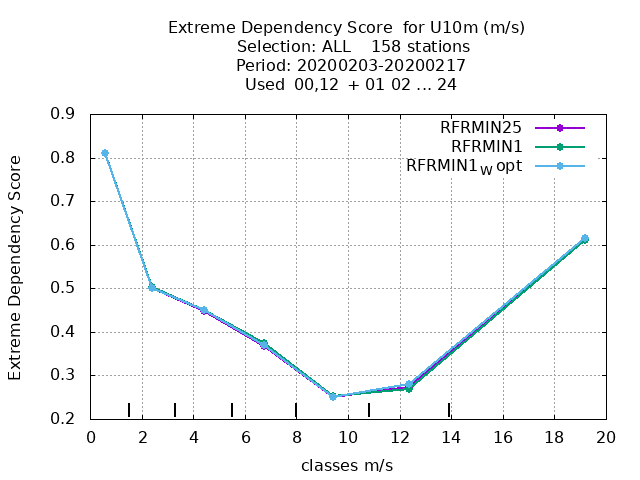 Extreme Dependency Score for U10m (m/s)
Selection: ALL 158 stations
Period: 20200203-20200217
Used 00,12 + 01 02 ... 24
RFRMIN25
RFRMIN1
RFRMIN1W opt
Extreme Dependency Score
0.9
0.8
0.7
0.6
0.5
0.4
0.3
0.2
0 2 4 6 8 10 12 14 16 18 20
classes m/s